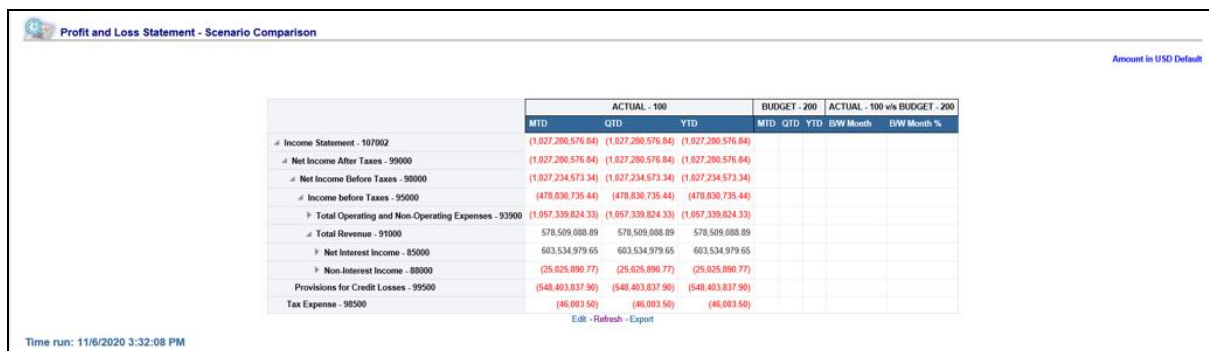 Profit and Loss Statement - Scenario Comparison
Amount in USD Default
ACTUAL - 100 BUDGET - 200 ACTUAL - 100 v/s BUDGET - 200
MTD QTD YTD MTD QTD YTD B/W Month B/W Month %
Income Statement - 107002 (1,027,280,576.84) (1,027,280,576.84) (1,027,280,576.84)
Net Income After Taxes - 99000 (1,027,280,576.84) (1,027,280,576.84) (1,027,280,576.84)
Net Income Before Taxes - 98000 (1,027,234,573.34) (1,027,234,573.34) (1,027,234,573.34)
Income before Taxes - 95000 (478,830,735.44) (478,830,735.44) (478,830,735.44)
Total Operating and Non-Operating Expenses - 93900 (1,057,339,824.33) (1,057,339,824.33) (1,057,339,824.33)
Total Revenue - 91000 578,509,088.89 578,509,088.89 578,509,088.89
Net Interest Income - 85000 603,534,979.65 603,534,979.65 603,534,979.65
Non-Interest Income - 88000 (25,025,890.77) (25,025,890.77) (25,025,890.77)
Provisions for Credit Losses - 99500 (548,403,837.90) (548,403,837.90) (548,403,837.90)
Tax Expense - 98500 (46,003.50) (46,003.50) (46,003.50)
Edit - Refresh - Export
Time run: 11/6/2020 3:32:08 PM